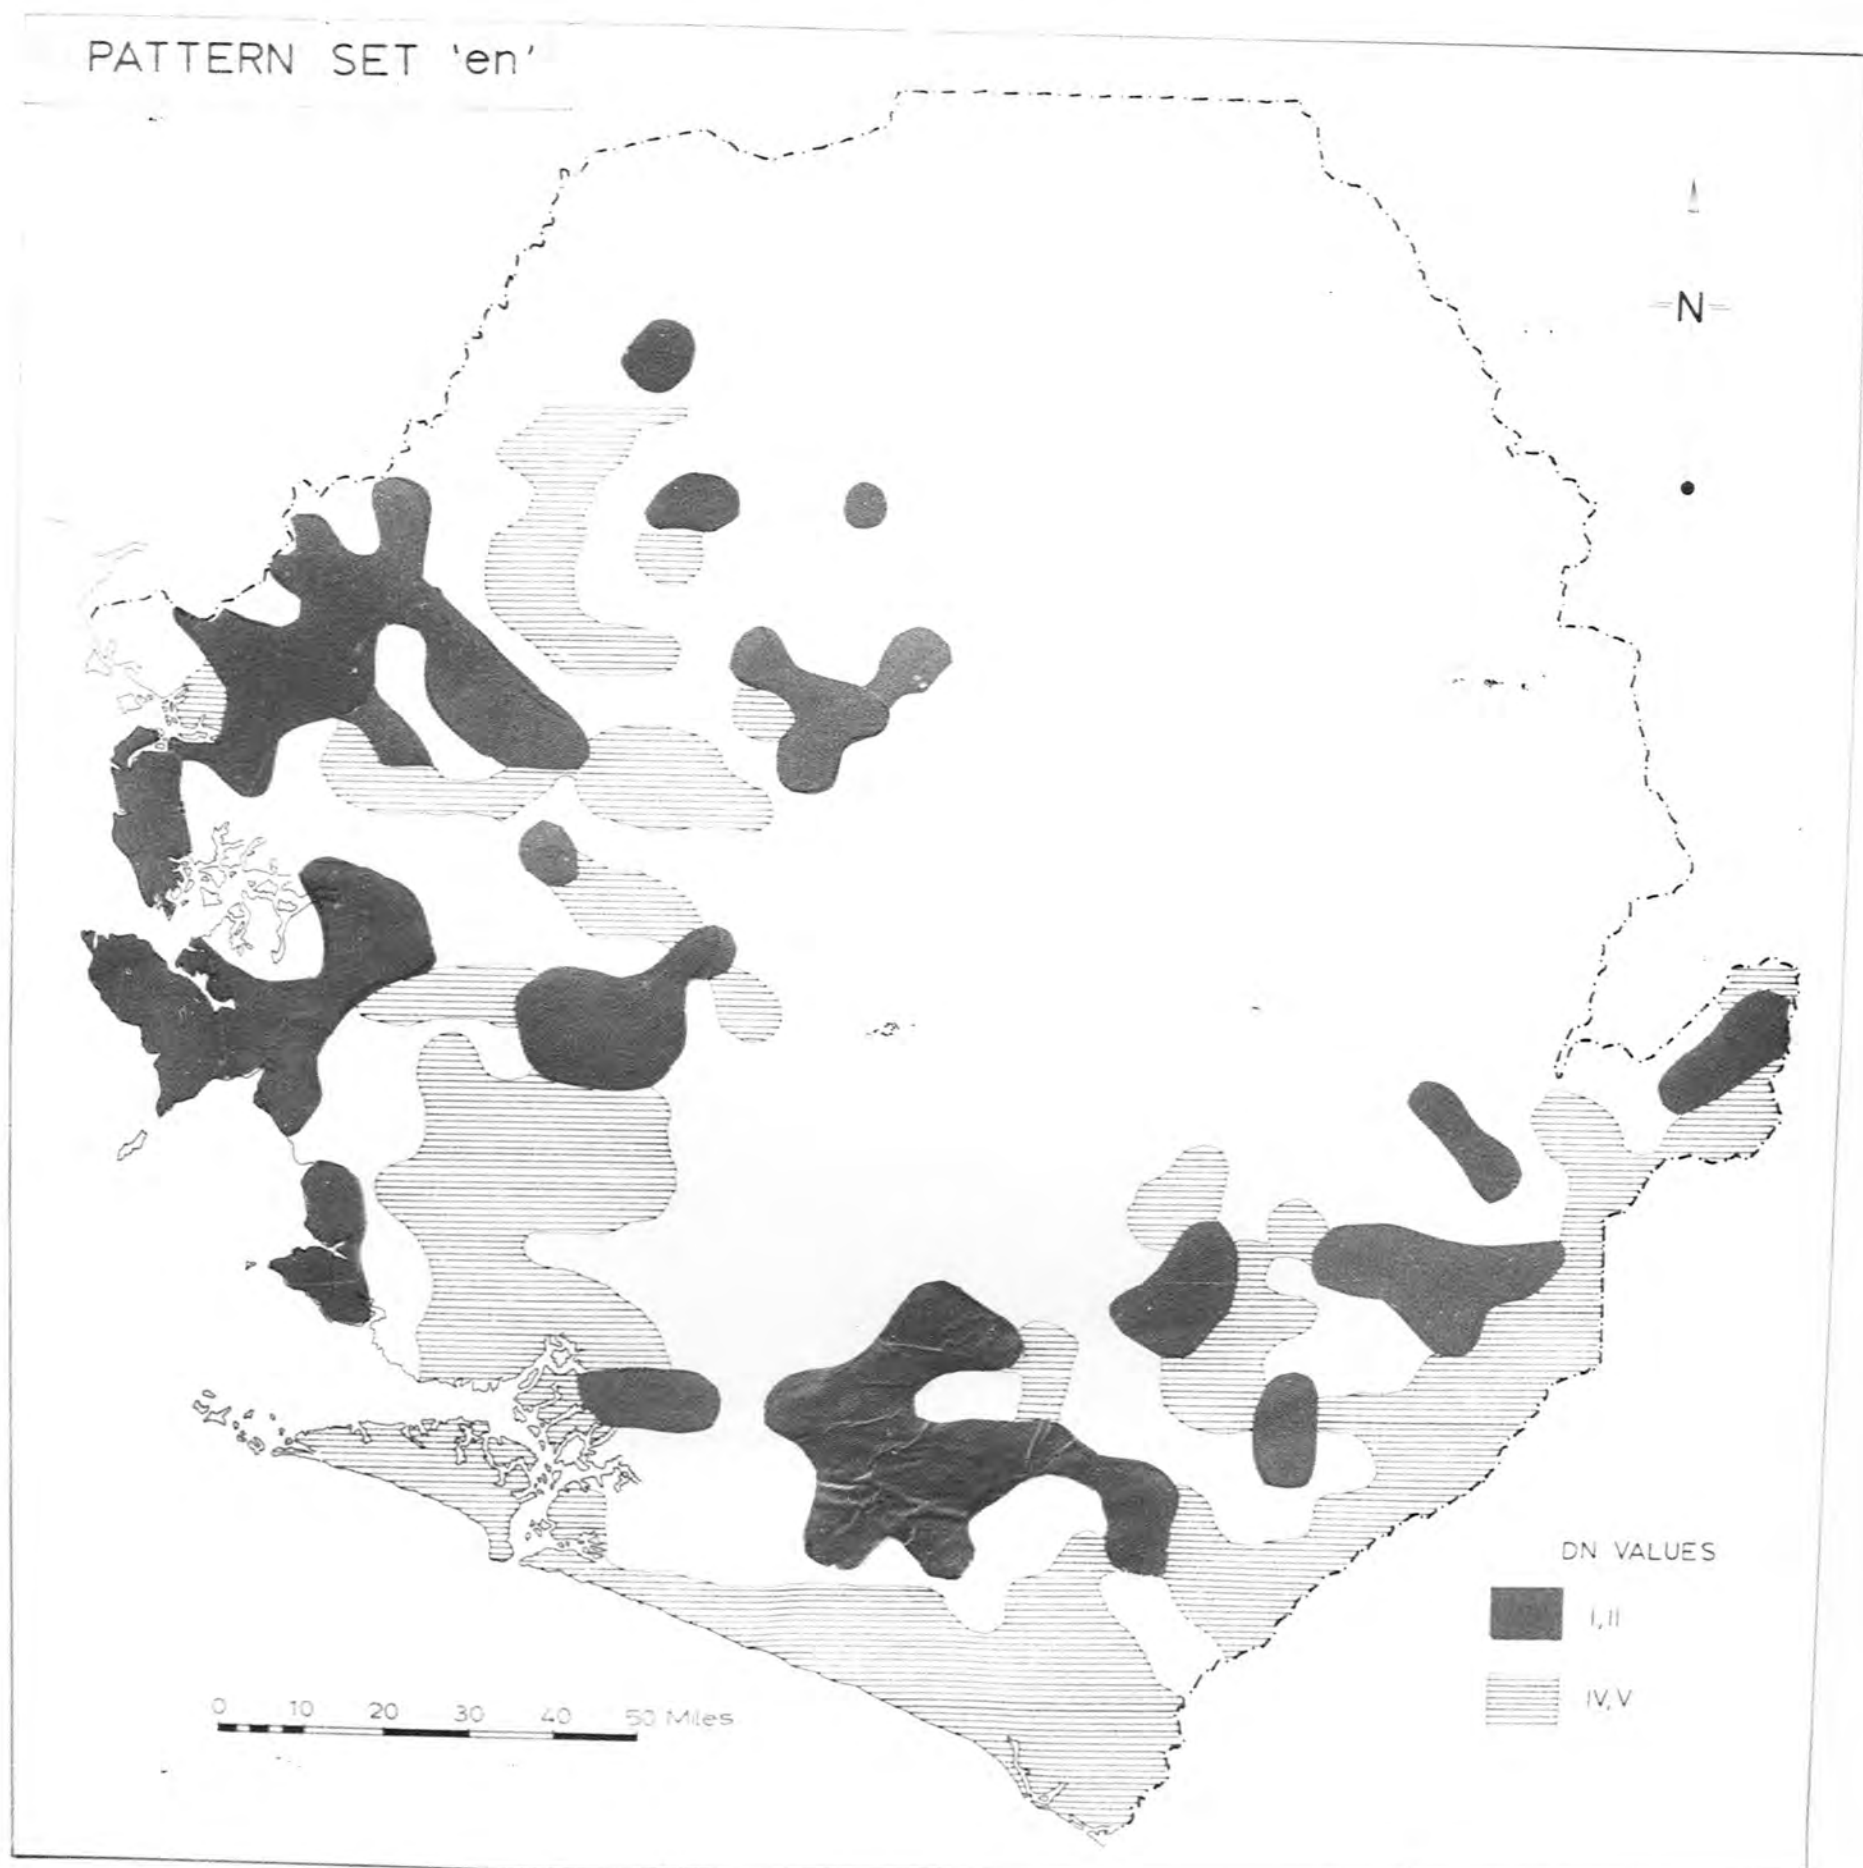 PATTERN SET 'en'
N
DN VALUES
I, II
IV, V
0 10 20 30 40 50 Miles